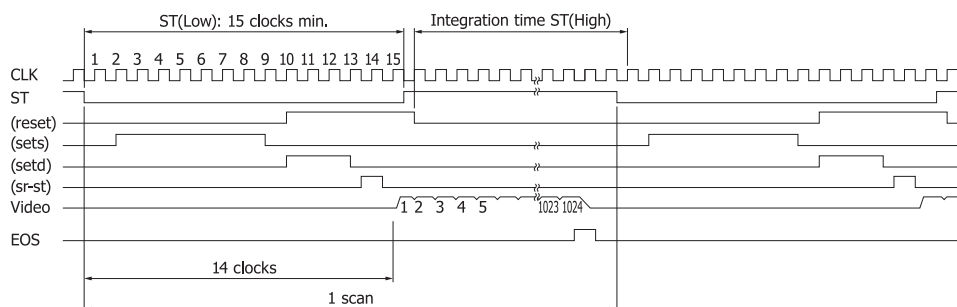 ST(Low): 15 clocks min.
Integration time ST(High)
1 2 3 4 5 6 7 8 9 10 11 12 13 14 15
CLK
ST
(reset)
(sets)
(setd)
(sr-st)
Video
1 2 3 4 5 1023 1024
EOS
14 clocks
1 scan